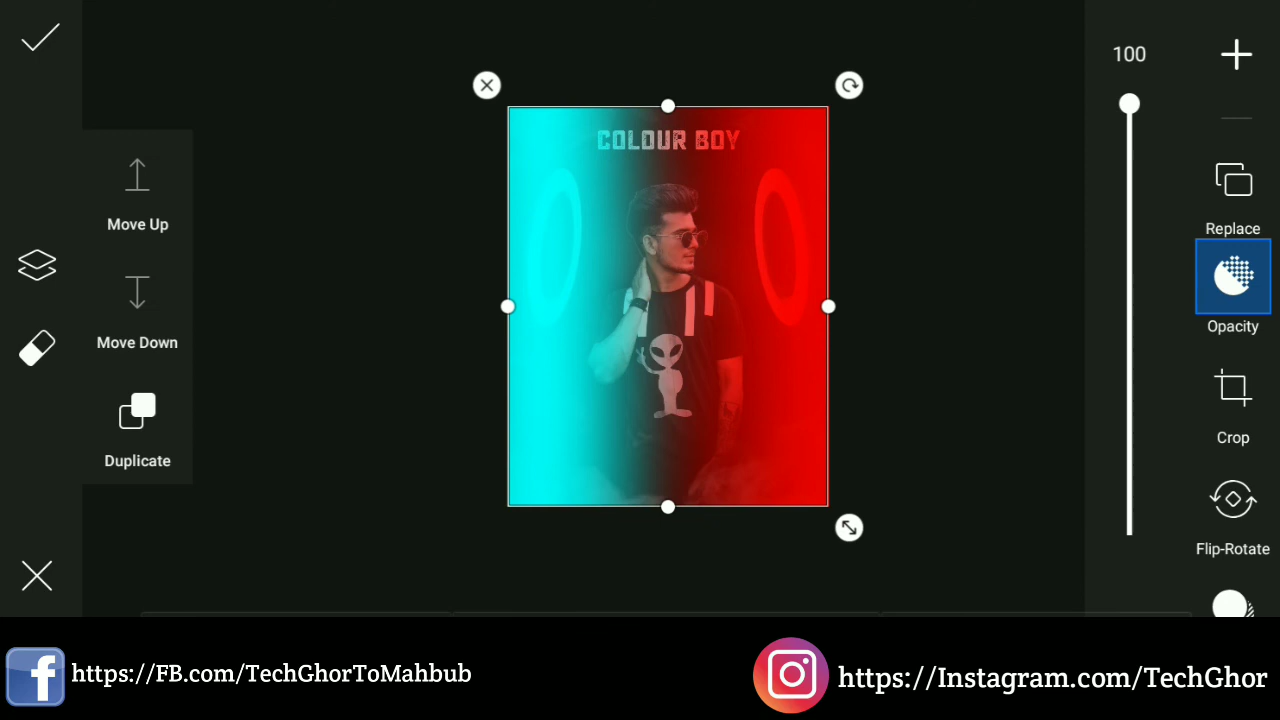 100
COLOUR BOY
Move Up
Move Down
Duplicate
Replace
Opacity
Crop
Flip-Rotate
https://FB.com/TechGhorToMahbub
https://Instagram.com/TechGhor